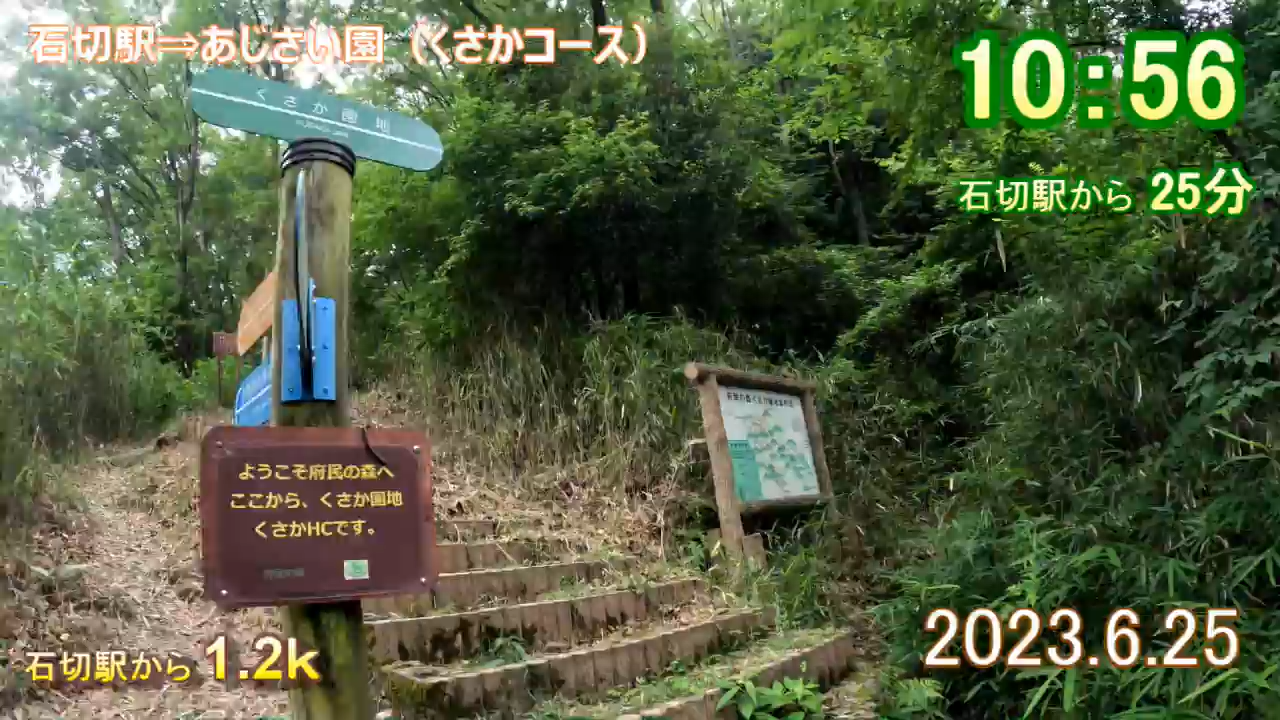 石切駅⇒あじさい園（くさかコース）
10:56
石切駅から 25分
くさか園地
ようこそ府民の森へ
ここから、くさか園地
くさかHCです。
石切駅から 1.2k
2023.6.25